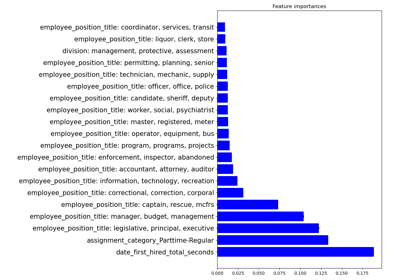 Feature importances
employee_position_title: coordinator, services, transit
employee_position_title: liquor, clerk, store
division: management, protective, assessment
employee_position_title: permitting, planning, senior
employee_position_title: technician, mechanic, supply
employee_position_title: officer, office, police
employee_position_title: candidate, sheriff, deputy
employee_position_title: worker, social, psychiatrist
employee_position_title: master, registered, meter
employee_position_title: operator, equipment, bus
employee_position_title: program, programs, projects
employee_position_title: enforcement, inspector, abandoned
employee_position_title: accountant, attorney, auditor
employee_position_title: information, technology, recreation
employee_position_title: correctional, correction, corporal
employee_position_title: captain, rescue, mcfrs
employee_position_title: manager, budget, management
employee_position_title: legislative, principal, executive
assignment_category_Parttime-Regular
date_first_hired_total_seconds
0.000 0.025 0.050 0.075 0.100 0.125 0.150 0.175